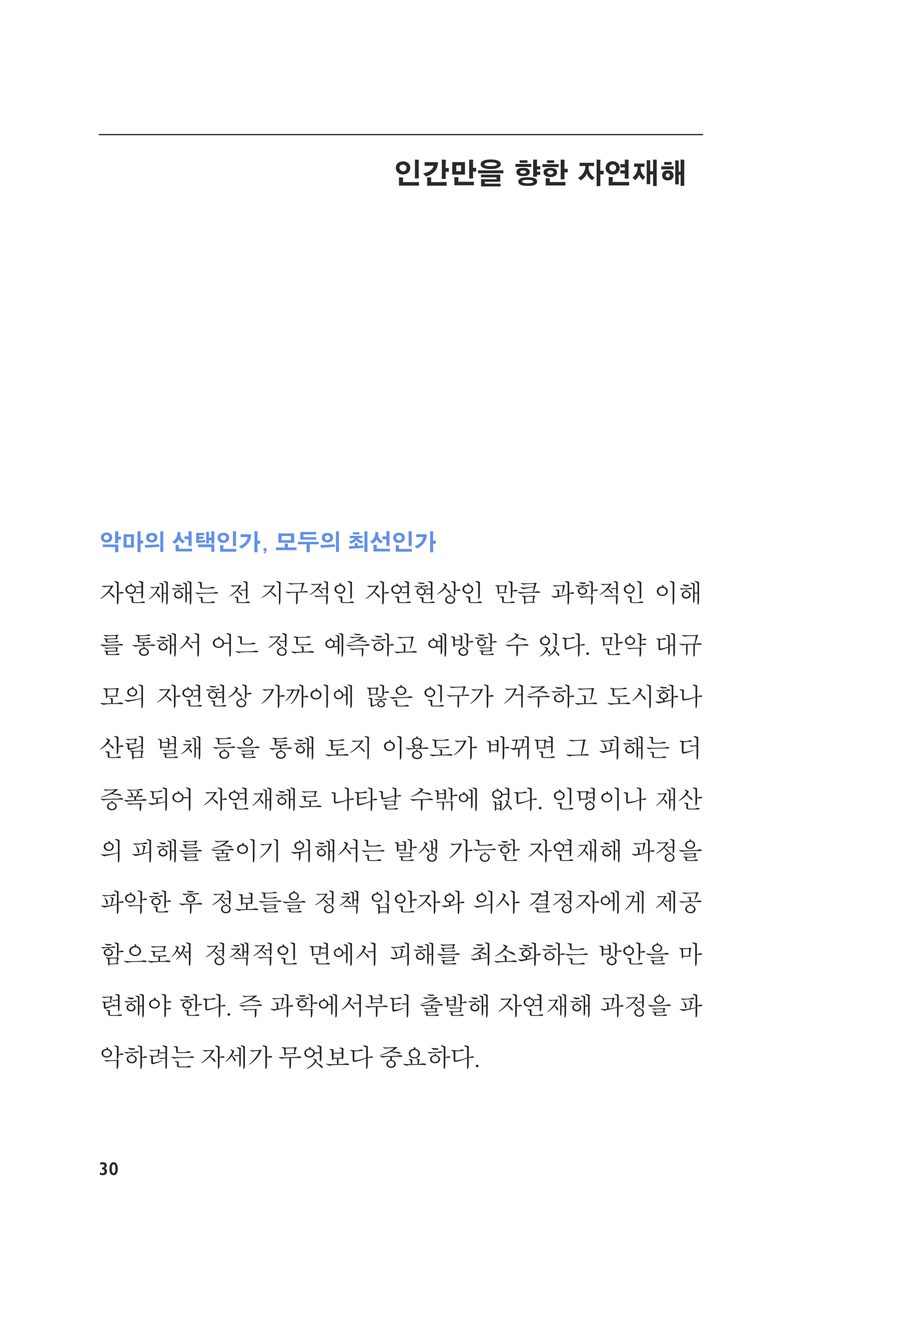 인간만을 향한 자연재해
악마의 선택인가, 모두의 최선인가
자연재해는 전 지구적인 자연현상인 만큼 과학적인 이해
를 통해서 어느 정도 예측하고 예방할 수 있다. 만약 대규
모의 자연현상 가까이에 많은 인구가 거주하고 도시화나
산림 벌채 등을 통해 토지 이용도가 바뀌면 그 피해는 더
증폭되어 자연재해로 나타날 수밖에 없다. 인명이나 재산
의 피해를 줄이기 위해서는 발생 가능한 자연재해 과정을
파악한 후 정보들을 정책 입안자와 의사 결정자에게 제공
함으로써 정책적인 면에서 피해를 최소화하는 방안을 마
련해야 한다. 즉 과학에서부터 출발해 자연재해 과정을 파
악하려는 자세가 무엇보다 중요하다.
30